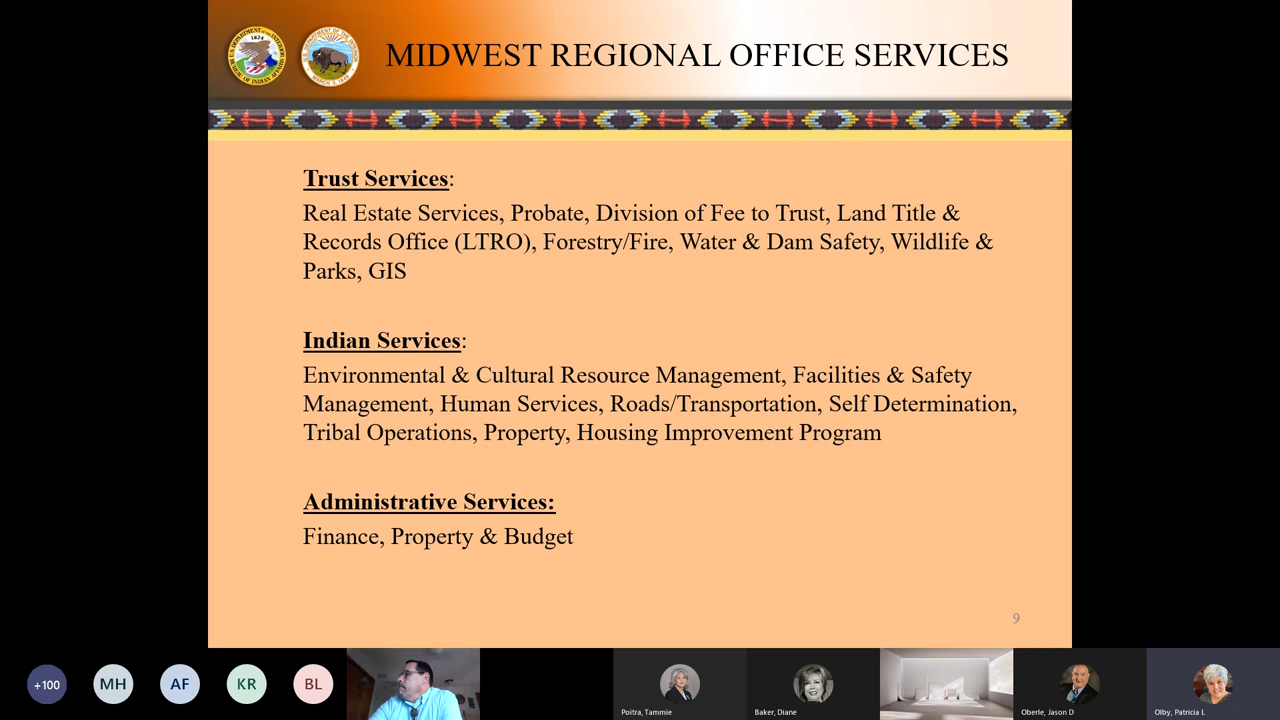 MIDWEST REGIONAL OFFICE SERVICES
Trust Services:
Real Estate Services, Probate, Division of Fee to Trust, Land Title &
Records Office (LTRO), Forestry/Fire, Water & Dam Safety, Wildlife &
Parks, GIS
Indian Services:
Environmental & Cultural Resource Management, Facilities & Safety
Management, Human Services, Roads/Transportation, Self Determination,
Tribal Operations, Property, Housing Improvement Program
Administrative Services:
Finance, Property & Budget
9
+100
MH
AF
KR
BL
Poitra, Tammie
Baker, Diane
Oberle, Jason D
Olby, Patricia L